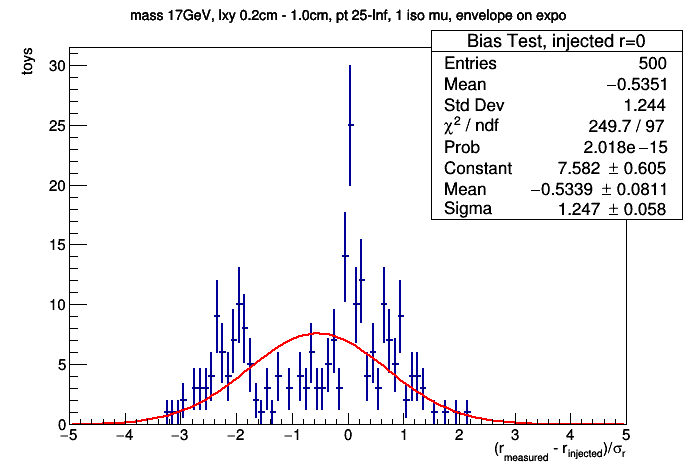 mass 17GeV, lxy 0.2cm - 1.0cm, pt 25-Inf, 1 iso mu, envelope on expo
Bias Test, injected r=0
Entries 500
Mean −0.5351
Std Dev 1.244
χ² / ndf 249.7 / 97
Prob 2.018e−15
Constant 7.582 ± 0.605
Mean −0.5339 ± 0.0811
Sigma 1.247 ± 0.058
toys
30
25
20
15
10
5
0
−5 −4 −3 −2 −1 0 1 2 3 4 5
(r_measured - r_injected)/σ_r